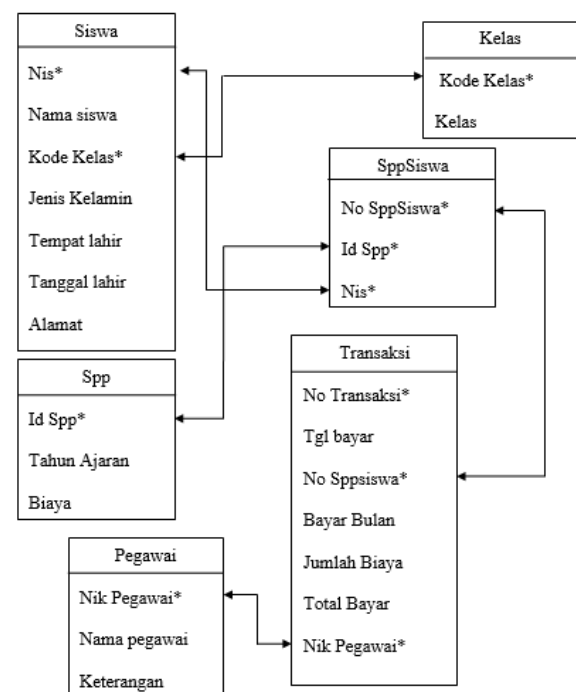 Siswa
Nis*
Nama siswa
Kode Kelas*
Jenis Kelamin
Tempat lahir
Tanggal lahir
Alamat
Kelas
Kode Kelas*
Kelas
SppSiswa
No SppSiswa*
Id Spp*
Nis*
Spp
Id Spp*
Tahun Ajaran
Biaya
Transaksi
No Transaksi*
Tgl bayar
No Sppsiswa*
Bayar Bulan
Jumlah Biaya
Total Bayar
Nik Pegawai*
Pegawai
Nik Pegawai*
Nama pegawai
Keterangan